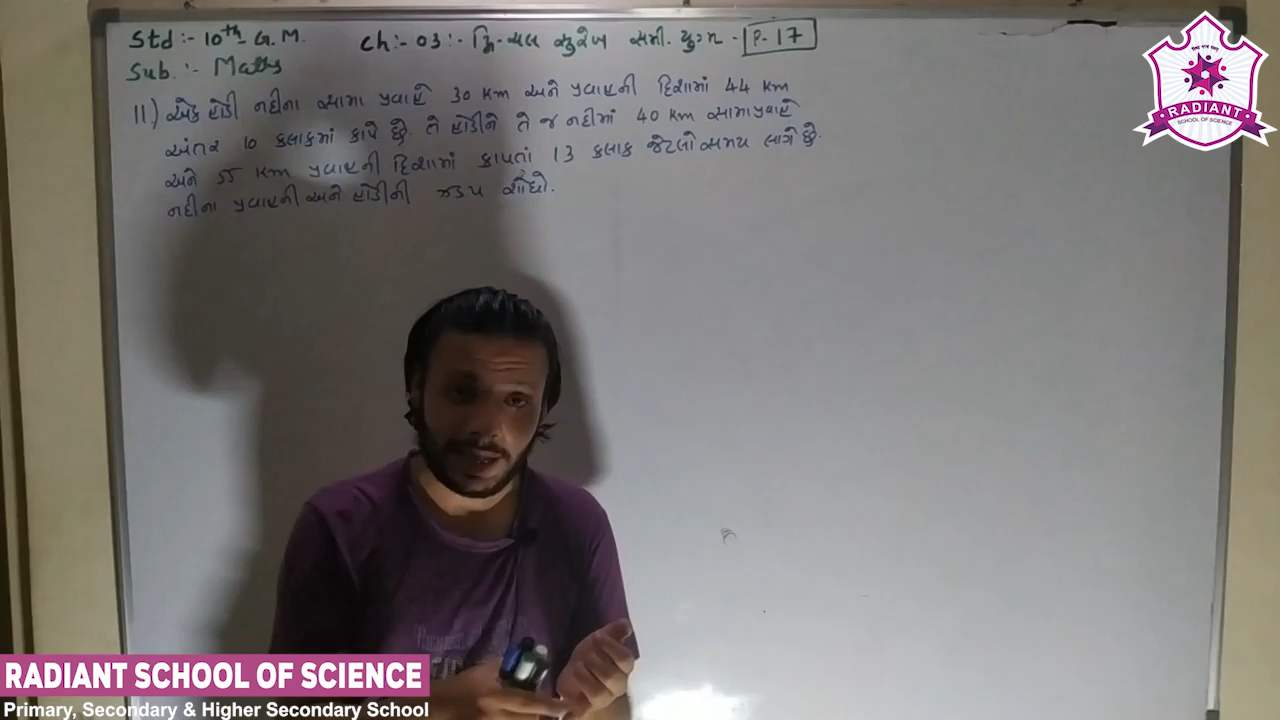 Std :- 10th G.M. Ch:- 03 :- દ્વિ-ચલ સુરેખ સમી. યુગ્મ - P-17
Sub. :- Maths
11) એક હોડી નદીના સામા પ્રવાહે 30 Km અને પ્રવાહની દિશામાં 44 Km
અંતર 10 કલાકમાં કાપે છે. તે હોડીને તે જ નદીમાં 40 Km સામા પ્રવાહે
અને 55 Km પ્રવાહની દિશામાં કાપતાં 13 કલાક જેટલો સમય લાગે છે.
નદીના પ્રવાહની અને હોડીની ઝડપ શોધો.
RADIANT
SCHOOL OF SCIENCE
RADIANT SCHOOL OF SCIENCE
Primary, Secondary & Higher Secondary School